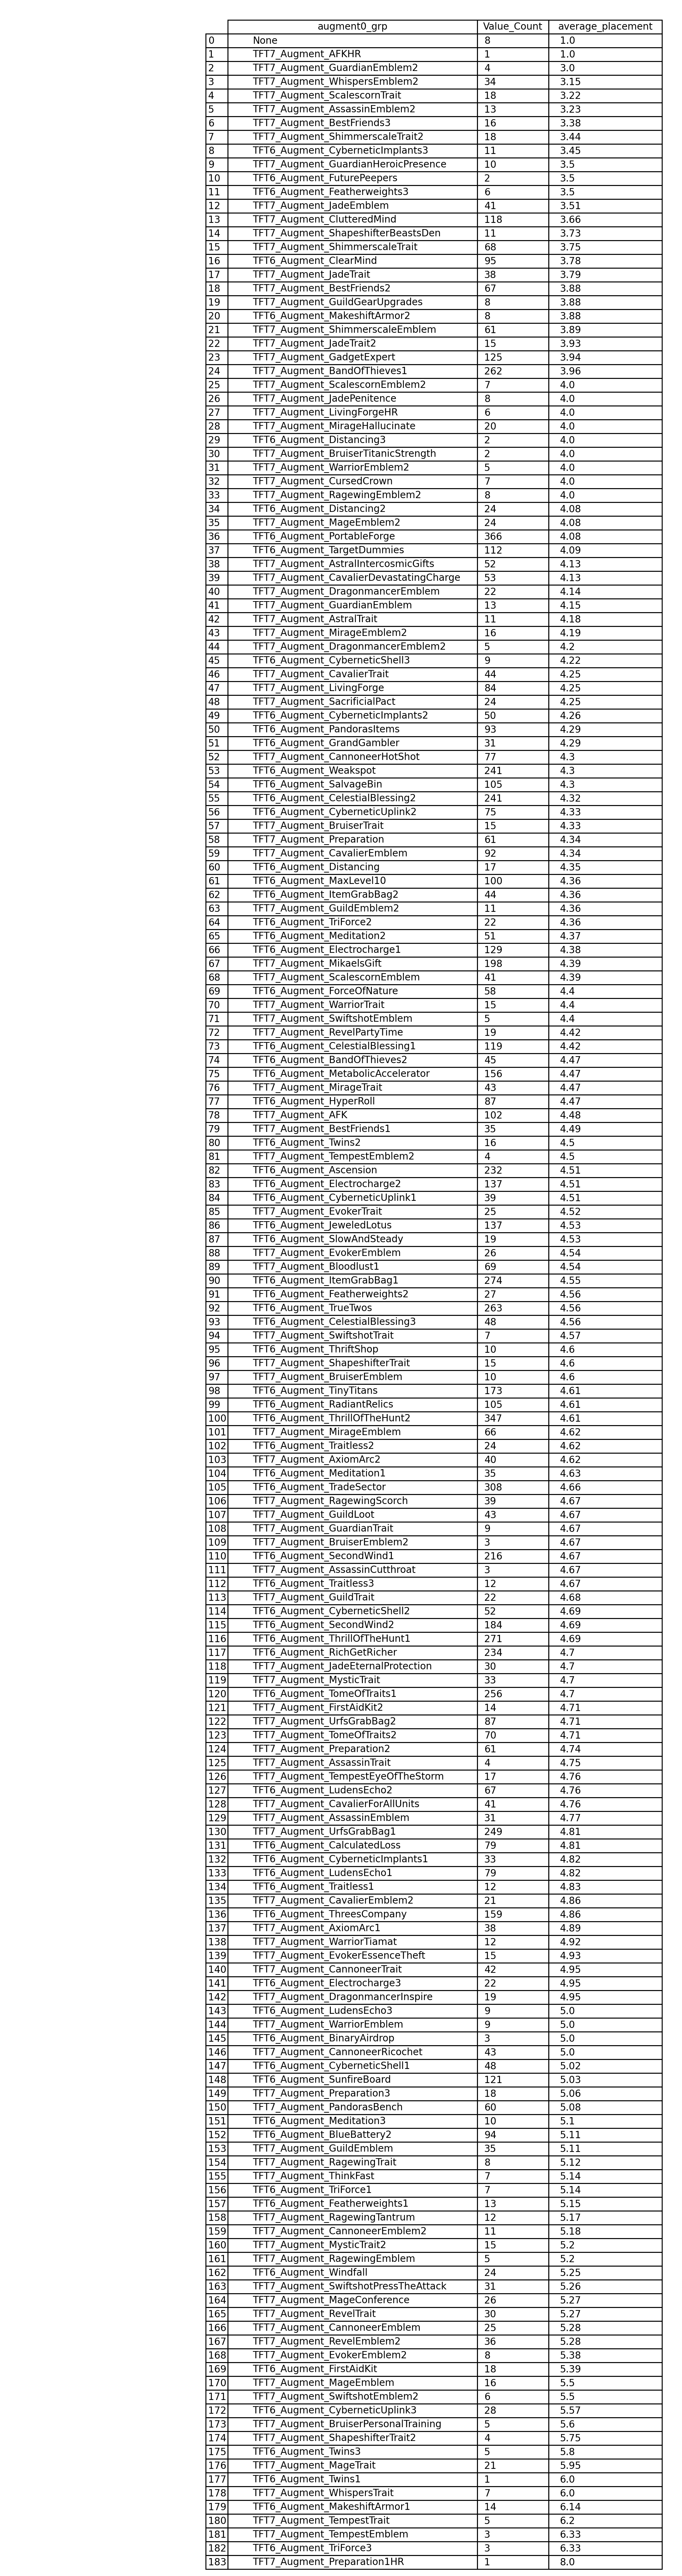 augment0_grp Value_Count average_placement
0 None 8 1.0
1 TFT7_Augment_AFKHR 1 1.0
2 TFT7_Augment_GuardianEmblem2 4 3.0
3 TFT7_Augment_WhispersEmblem2 34 3.15
4 TFT7_Augment_ScalescornTrait 18 3.22
5 TFT7_Augment_AssassinEmblem2 13 3.23
6 TFT7_Augment_BestFriends3 16 3.38
7 TFT7_Augment_ShimmerscaleTrait2 18 3.44
8 TFT6_Augment_CyberneticImplants3 11 3.45
9 TFT7_Augment_GuardianHeroicPresence 10 3.5
10 TFT6_Augment_FuturePeepers 2 3.5
11 TFT6_Augment_Featherweights3 6 3.5
12 TFT7_Augment_JadeEmblem 41 3.51
13 TFT7_Augment_ClutteredMind 118 3.66
14 TFT7_Augment_ShapeshifterBeastsDen 11 3.73
15 TFT7_Augment_ShimmerscaleTrait 68 3.75
16 TFT6_Augment_ClearMind 95 3.78
17 TFT7_Augment_JadeTrait 38 3.79
18 TFT7_Augment_BestFriends2 67 3.88
19 TFT7_Augment_GuildGearUpgrades 8 3.88
20 TFT6_Augment_MakeshiftArmor2 8 3.88
21 TFT7_Augment_ShimmerscaleEmblem 61 3.89
22 TFT7_Augment_JadeTrait2 15 3.93
23 TFT7_Augment_GadgetExpert 125 3.94
24 TFT7_Augment_BandOfThieves1 262 3.96
25 TFT7_Augment_ScalescornEmblem2 7 4.0
26 TFT7_Augment_JadePenitence 8 4.0
27 TFT7_Augment_LivingForgeHR 6 4.0
28 TFT7_Augment_MirageHallucinate 20 4.0
29 TFT6_Augment_Distancing3 2 4.0
30 TFT7_Augment_BruiserTitanicStrength 2 4.0
31 TFT7_Augment_WarriorEmblem2 5 4.0
32 TFT7_Augment_CursedCrown 7 4.0
33 TFT7_Augment_RagewingEmblem2 8 4.0
34 TFT6_Augment_Distancing2 24 4.08
35 TFT7_Augment_MageEmblem2 24 4.08
36 TFT6_Augment_PortableForge 366 4.08
37 TFT6_Augment_TargetDummies 112 4.09
38 TFT7_Augment_AstralIntercosmicGifts 52 4.13
39 TFT7_Augment_CavalierDevastatingCharge 53 4.13
40 TFT7_Augment_DragonmancerEmblem 22 4.14
41 TFT7_Augment_GuardianEmblem 13 4.15
42 TFT7_Augment_AstralTrait 11 4.18
43 TFT7_Augment_MirageEmblem2 16 4.19
44 TFT7_Augment_DragonmancerEmblem2 5 4.2
45 TFT6_Augment_CyberneticShell3 9 4.22
46 TFT7_Augment_CavalierTrait 44 4.25
47 TFT7_Augment_LivingForge 84 4.25
48 TFT7_Augment_SacrificialPact 24 4.25
49 TFT6_Augment_CyberneticImplants2 50 4.26
50 TFT6_Augment_PandorasItems 93 4.29
51 TFT6_Augment_GrandGambler 31 4.29
52 TFT7_Augment_CannoneerHotShot 77 4.3
53 TFT6_Augment_Weakspot 241 4.3
54 TFT6_Augment_SalvageBin 105 4.3
55 TFT6_Augment_CelestialBlessing2 241 4.32
56 TFT6_Augment_CyberneticUplink2 75 4.33
57 TFT7_Augment_BruiserTrait 15 4.33
58 TFT7_Augment_Preparation 61 4.34
59 TFT7_Augment_CavalierEmblem 92 4.34
60 TFT6_Augment_Distancing 17 4.35
61 TFT6_Augment_MaxLevel10 100 4.36
62 TFT6_Augment_ItemGrabBag2 44 4.36
63 TFT7_Augment_GuildEmblem2 11 4.36
64 TFT6_Augment_TriForce2 22 4.36
65 TFT6_Augment_Meditation2 51 4.37
66 TFT6_Augment_Electrocharge1 129 4.38
67 TFT7_Augment_MikaelsGift 198 4.39
68 TFT7_Augment_ScalescornEmblem 41 4.39
69 TFT6_Augment_ForceOfNature 58 4.4
70 TFT7_Augment_WarriorTrait 15 4.4
71 TFT7_Augment_SwiftshotEmblem 5 4.4
72 TFT7_Augment_RevelPartyTime 19 4.42
73 TFT6_Augment_CelestialBlessing1 119 4.42
74 TFT6_Augment_BandOfThieves2 45 4.47
75 TFT6_Augment_MetabolicAccelerator 156 4.47
76 TFT7_Augment_MirageTrait 43 4.47
77 TFT6_Augment_HyperRoll 87 4.47
78 TFT7_Augment_AFK 102 4.48
79 TFT7_Augment_BestFriends1 35 4.49
80 TFT6_Augment_Twins2 16 4.5
81 TFT7_Augment_TempestEmblem2 4 4.5
82 TFT6_Augment_Ascension 232 4.51
83 TFT6_Augment_Electrocharge2 137 4.51
84 TFT6_Augment_CyberneticUplink1 39 4.51
85 TFT7_Augment_EvokerTrait 25 4.52
86 TFT6_Augment_JeweledLotus 137 4.53
87 TFT6_Augment_SlowAndSteady 19 4.53
88 TFT7_Augment_EvokerEmblem 26 4.54
89 TFT7_Augment_Bloodlust1 69 4.54
90 TFT6_Augment_ItemGrabBag1 274 4.55
91 TFT6_Augment_Featherweights2 27 4.56
92 TFT6_Augment_TrueTwos 263 4.56
93 TFT6_Augment_CelestialBlessing3 48 4.56
94 TFT7_Augment_SwiftshotTrait 7 4.57
95 TFT6_Augment_ThriftShop 10 4.6
96 TFT7_Augment_ShapeshifterTrait 15 4.6
97 TFT7_Augment_BruiserEmblem 10 4.6
98 TFT6_Augment_TinyTitans 173 4.61
99 TFT6_Augment_RadiantRelics 105 4.61
100 TFT6_Augment_ThrillOfTheHunt2 347 4.61
101 TFT7_Augment_MirageEmblem 66 4.62
102 TFT6_Augment_Traitless2 24 4.62
103 TFT7_Augment_AxiomArc2 40 4.62
104 TFT6_Augment_Meditation1 35 4.63
105 TFT6_Augment_TradeSector 308 4.66
106 TFT7_Augment_RagewingScorch 39 4.67
107 TFT7_Augment_GuildLoot 43 4.67
108 TFT7_Augment_GuardianTrait 9 4.67
109 TFT7_Augment_BruiserEmblem2 3 4.67
110 TFT6_Augment_SecondWind1 216 4.67
111 TFT7_Augment_AssassinCutthroat 3 4.67
112 TFT6_Augment_Traitless3 12 4.67
113 TFT7_Augment_GuildTrait 22 4.68
114 TFT6_Augment_CyberneticShell2 52 4.69
115 TFT6_Augment_SecondWind2 184 4.69
116 TFT6_Augment_ThrillOfTheHunt1 271 4.69
117 TFT6_Augment_RichGetRicher 234 4.7
118 TFT7_Augment_JadeEternalProtection 30 4.7
119 TFT7_Augment_MysticTrait 33 4.7
120 TFT6_Augment_TomeOfTraits1 256 4.7
121 TFT7_Augment_FirstAidKit2 14 4.71
122 TFT7_Augment_UrfsGrabBag2 87 4.71
123 TFT7_Augment_TomeOfTraits2 70 4.71
124 TFT7_Augment_Preparation2 61 4.74
125 TFT7_Augment_AssassinTrait 4 4.75
126 TFT7_Augment_TempestEyeOfTheStorm 17 4.76
127 TFT6_Augment_LudensEcho2 67 4.76
128 TFT7_Augment_CavalierForAllUnits 41 4.76
129 TFT7_Augment_AssassinEmblem 31 4.77
130 TFT7_Augment_UrfsGrabBag1 249 4.81
131 TFT6_Augment_CalculatedLoss 79 4.81
132 TFT6_Augment_CyberneticImplants1 33 4.82
133 TFT6_Augment_LudensEcho1 79 4.82
134 TFT6_Augment_Traitless1 12 4.83
135 TFT7_Augment_CavalierEmblem2 21 4.86
136 TFT6_Augment_ThreesCompany 159 4.86
137 TFT7_Augment_AxiomArc1 38 4.89
138 TFT7_Augment_WarriorTiamat 12 4.92
139 TFT7_Augment_EvokerEssenceTheft 15 4.93
140 TFT7_Augment_CannoneerTrait 42 4.95
141 TFT6_Augment_Electrocharge3 22 4.95
142 TFT7_Augment_DragonmancerInspire 19 4.95
143 TFT6_Augment_LudensEcho3 9 5.0
144 TFT7_Augment_WarriorEmblem 9 5.0
145 TFT6_Augment_BinaryAirdrop 3 5.0
146 TFT7_Augment_CannoneerRicochet 43 5.0
147 TFT6_Augment_CyberneticShell1 48 5.02
148 TFT6_Augment_SunfireBoard 121 5.03
149 TFT7_Augment_Preparation3 18 5.06
150 TFT7_Augment_PandorasBench 60 5.08
151 TFT6_Augment_Meditation3 10 5.1
152 TFT6_Augment_BlueBattery2 94 5.11
153 TFT7_Augment_GuildEmblem 35 5.11
154 TFT7_Augment_RagewingTrait 8 5.12
155 TFT7_Augment_ThinkFast 7 5.14
156 TFT6_Augment_TriForce1 7 5.14
157 TFT6_Augment_Featherweights1 13 5.15
158 TFT7_Augment_RagewingTantrum 12 5.17
159 TFT7_Augment_CannoneerEmblem2 11 5.18
160 TFT7_Augment_MysticTrait2 15 5.2
161 TFT7_Augment_RagewingEmblem 5 5.2
162 TFT6_Augment_Windfall 24 5.25
163 TFT7_Augment_SwiftshotPressTheAttack 31 5.26
164 TFT7_Augment_MageConference 26 5.27
165 TFT7_Augment_RevelTrait 30 5.27
166 TFT7_Augment_CannoneerEmblem 25 5.28
167 TFT7_Augment_RevelEmblem2 36 5.28
168 TFT7_Augment_EvokerEmblem2 8 5.38
169 TFT6_Augment_FirstAidKit 18 5.39
170 TFT7_Augment_MageEmblem 16 5.5
171 TFT7_Augment_SwiftshotEmblem2 6 5.5
172 TFT6_Augment_CyberneticUplink3 28 5.57
173 TFT7_Augment_BruiserPersonalTraining 5 5.6
174 TFT7_Augment_ShapeshifterTrait2 4 5.75
175 TFT6_Augment_Twins3 5 5.8
176 TFT7_Augment_MageTrait 21 5.95
177 TFT6_Augment_Twins1 1 6.0
178 TFT7_Augment_WhispersTrait 7 6.0
179 TFT6_Augment_MakeshiftArmor1 14 6.14
180 TFT7_Augment_TempestTrait 5 6.2
181 TFT7_Augment_TempestEmblem 3 6.33
182 TFT6_Augment_TriForce3 3 6.33
183 TFT7_Augment_Preparation1HR 1 8.0